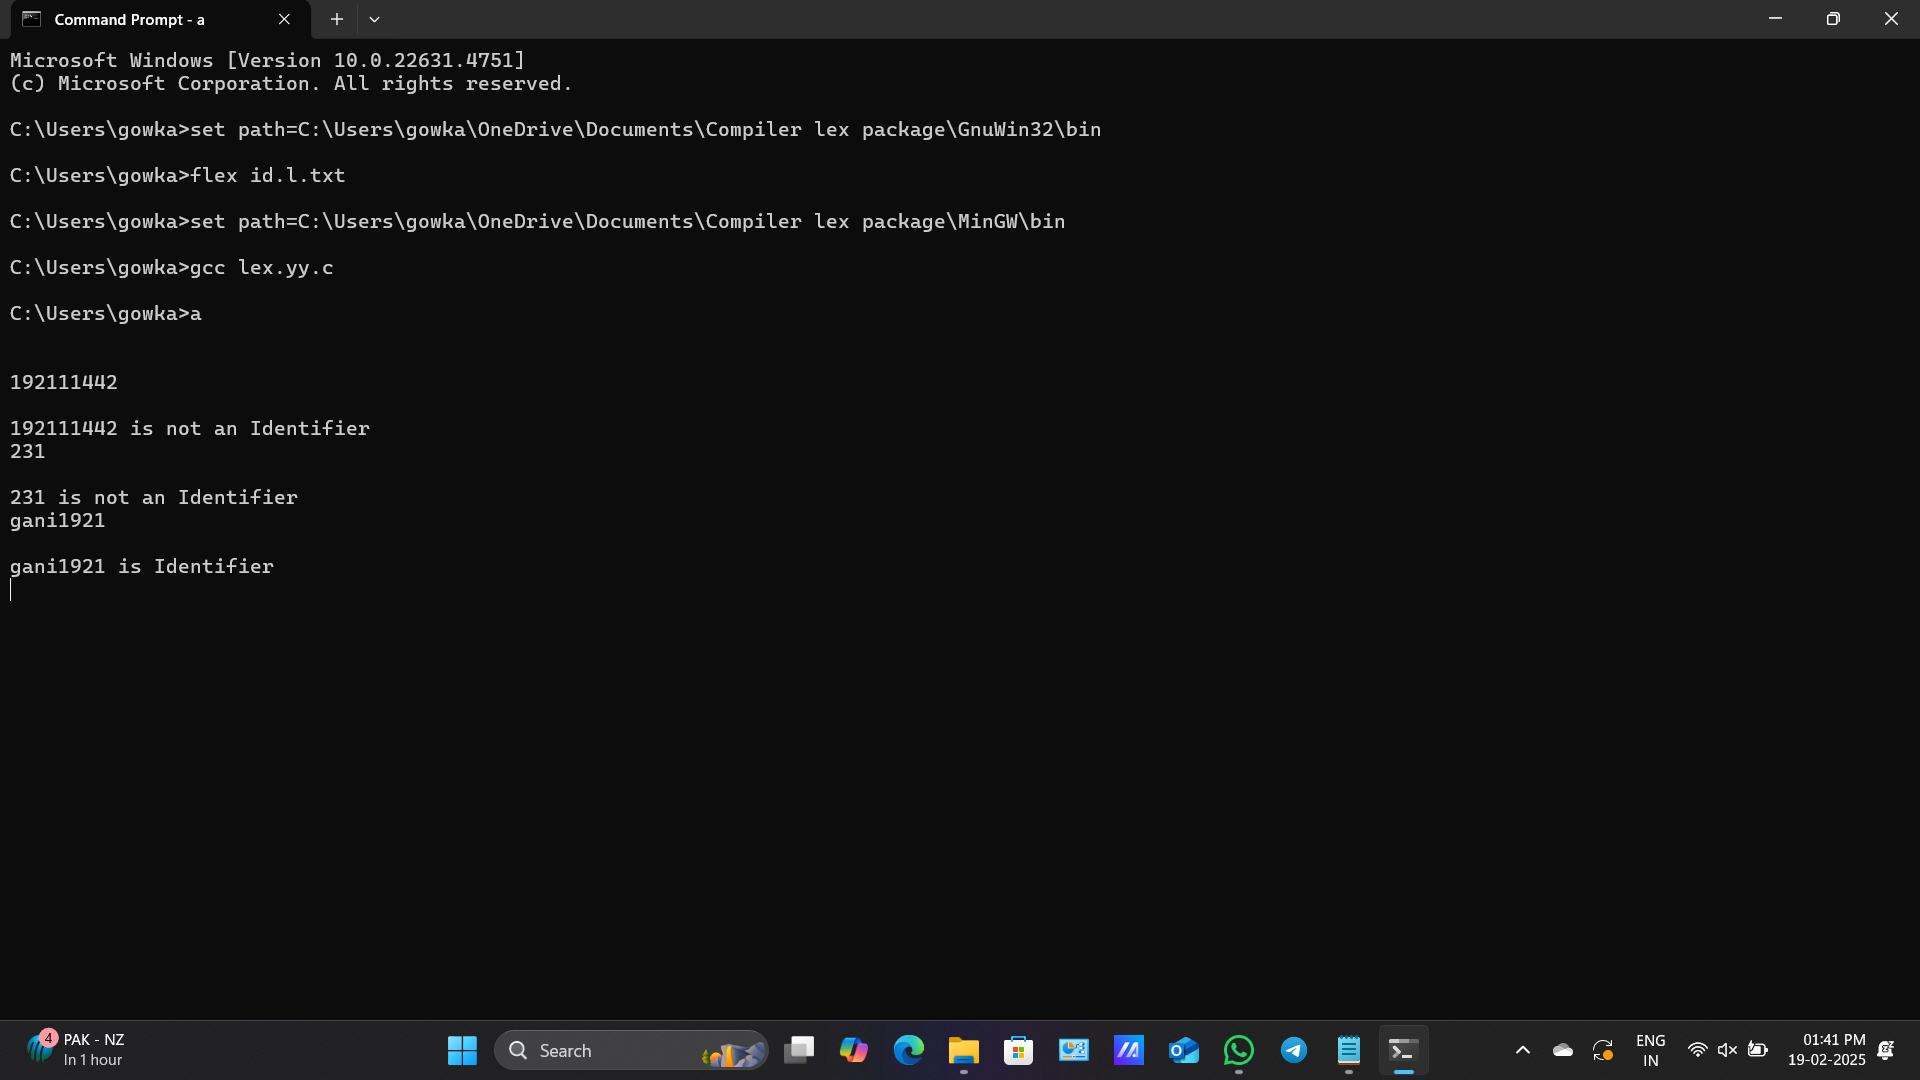 Command Prompt - a
Microsoft Windows [Version 10.0.22631.4751]
(c) Microsoft Corporation. All rights reserved.
C:\Users\gowka>set path=C:\Users\gowka\OneDrive\Documents\Compiler lex package\GnuWin32\bin
C:\Users\gowka>flex id.l.txt
C:\Users\gowka>set path=C:\Users\gowka\OneDrive\Documents\Compiler lex package\MinGW\bin
C:\Users\gowka>gcc lex.yy.c
C:\Users\gowka>a
192111442
192111442 is not an Identifier
231
231 is not an Identifier
gani1921
gani1921 is Identifier
4
PAK - NZ
In 1 hour
Search
ENG
IN
01:41 PM
19-02-2025